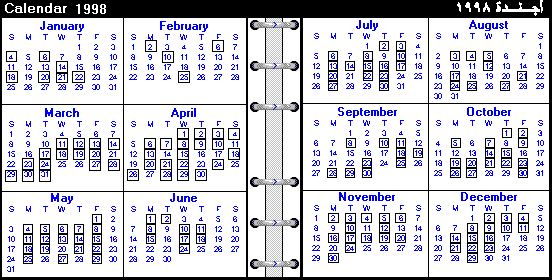 Calendar 1998
أجندة ١٩٩٨
January
S M T W T F S
1 2 3
4 5 6 7 8 9 10
11 12 13 14 15 16 17
18 19 20 21 22 23 24
25 26 27 28 29 30 31
February
S M T W T F S
1 2 3 4 5 6 7
8 9 10 11 12 13 14
15 16 17 18 19 20 21
22 23 24 25 26 27 28
March
S M T W T F S
1 2 3 4 5 6 7
8 9 10 11 12 13 14
15 16 17 18 19 20 21
22 23 24 25 26 27 28
29 30 31
April
S M T W T F S
1 2 3 4
5 6 7 8 9 10 11
12 13 14 15 16 17 18
19 20 21 22 23 24 25
26 27 28 29 30
May
S M T W T F S
1 2
3 4 5 6 7 8 9
10 11 12 13 14 15 16
17 18 19 20 21 22 23
24 25 26 27 28 29 30
31
June
S M T W T F S
1 2 3 4 5 6
7 8 9 10 11 12 13
14 15 16 17 18 19 20
21 22 23 24 25 26 27
28 29 30
July
S M T W T F S
1 2 3 4
5 6 7 8 9 10 11
12 13 14 15 16 17 18
19 20 21 22 23 24 25
26 27 28 29 30 31
August
S M T W T F S
1
2 3 4 5 6 7 8
9 10 11 12 13 14 15
16 17 18 19 20 21 22
23 24 25 26 27 28 29
30 31
September
S M T W T F S
1 2 3 4 5
6 7 8 9 10 11 12
13 14 15 16 17 18 19
20 21 22 23 24 25 26
27 28 29 30
October
S M T W T F S
1 2 3
4 5 6 7 8 9 10
11 12 13 14 15 16 17
18 19 20 21 22 23 24
25 26 27 28 29 30 31
November
S M T W T F S
1 2 3 4 5 6 7
8 9 10 11 12 13 14
15 16 17 18 19 20 21
22 23 24 25 26 27 28
29 30
December
S M T W T F S
1 2 3 4 5
6 7 8 9 10 11 12
13 14 15 16 17 18 19
20 21 22 23 24 25 26
27 28 29 30 31